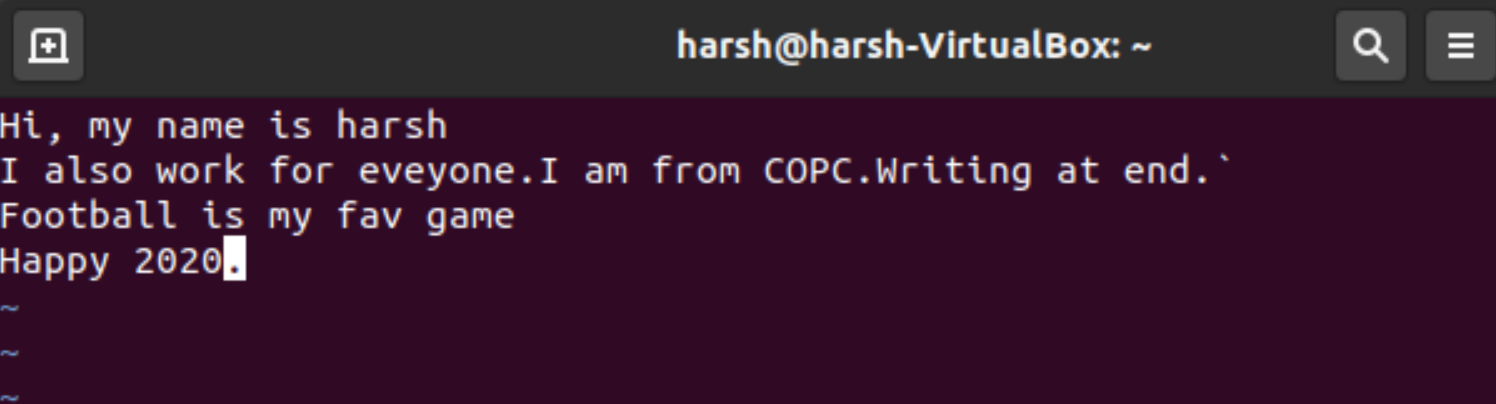 harsh@harsh-VirtualBox: ~
Hi, my name is harsh
I also work for eveyone.I am from COPC.Writing at end.`
Football is my fav game
Happy 2020.
~
~
~